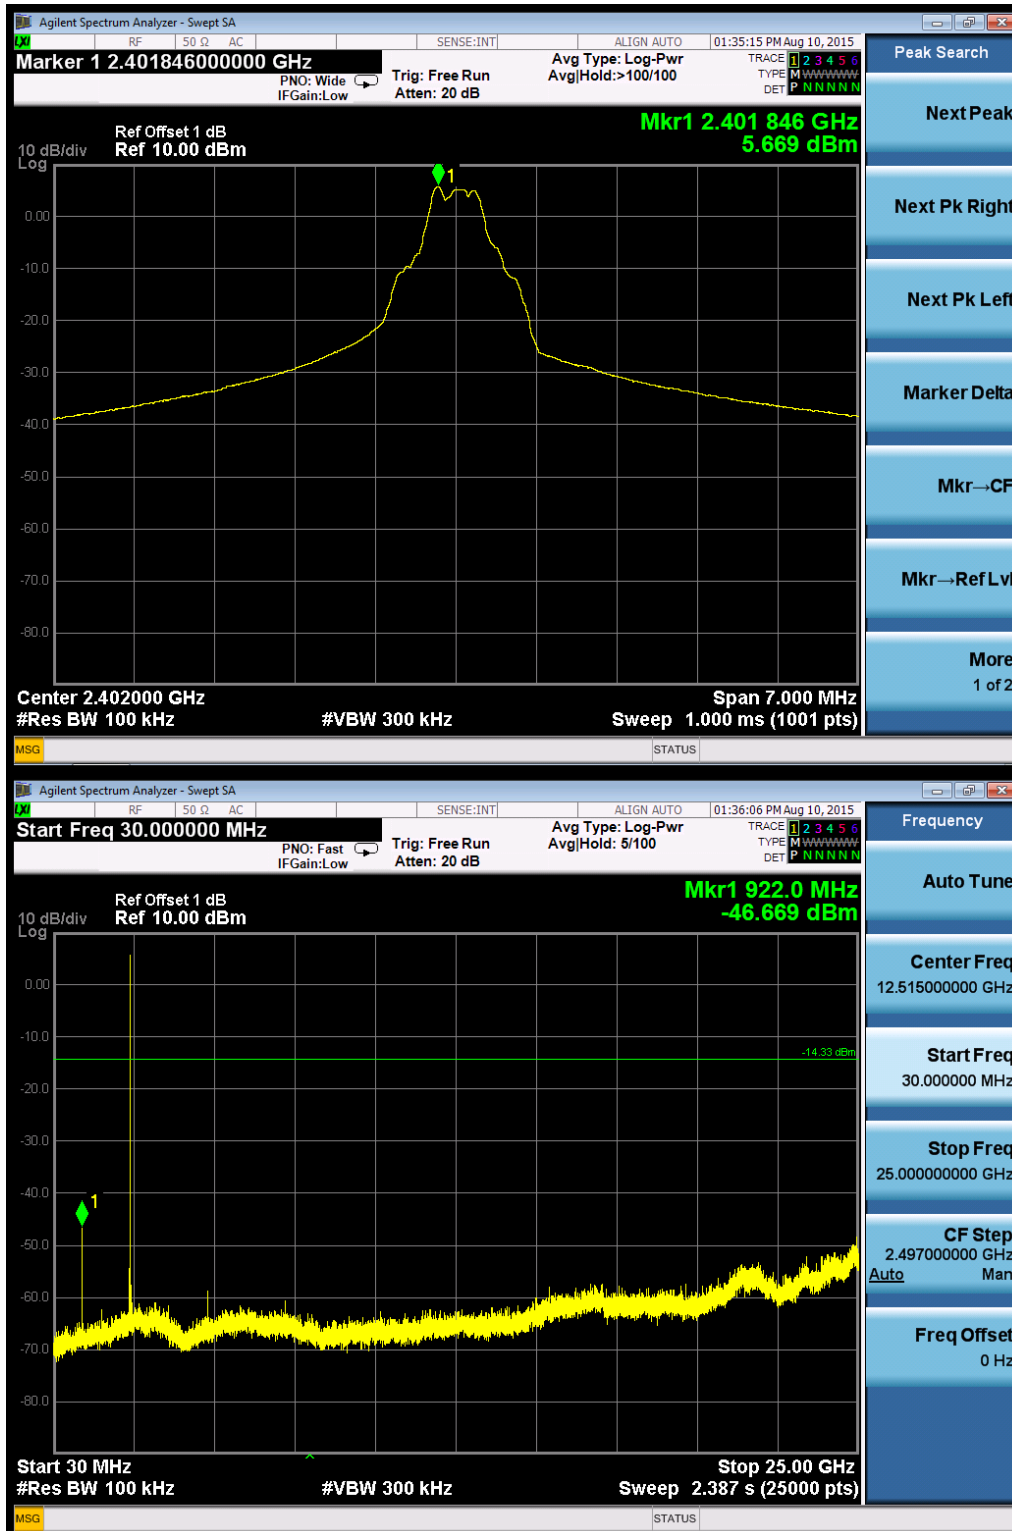 Agilent Spectrum Analyzer - Swept SA
LXI RF 50 Ω AC SENSE:INT ALIGN AUTO 01:35:15 PM Aug 10, 2015
Marker 1 2.401846000000 GHz
PNO: Wide
IFGain:Low
Trig: Free Run
Atten: 20 dB
Avg Type: Log-Pwr
Avg|Hold:>100/100
TRACE 1 2 3 4 5 6
TYPE M WWWWW
DET P N N N N N
Mkr1 2.401 846 GHz
5.669 dBm
Ref Offset 1 dB
10 dB/div Ref 10.00 dBm
Log
1
0.00
-10.0
-20.0
-30.0
-40.0
-50.0
-60.0
-70.0
-80.0
Center 2.402000 GHz Span 7.000 MHz
#Res BW 100 kHz #VBW 300 kHz Sweep 1.000 ms (1001 pts)
MSG STATUS
Peak Search
Next Peak
Next Pk Right
Next Pk Left
Marker Delta
Mkr→CF
Mkr→Ref Lvl
More
1 of 2
Agilent Spectrum Analyzer - Swept SA
LXI RF 50 Ω AC SENSE:INT ALIGN AUTO 01:36:06 PM Aug 10, 2015
Start Freq 30.000000 MHz
PNO: Fast
IFGain:Low
Trig: Free Run
Atten: 20 dB
Avg Type: Log-Pwr
Avg|Hold: 5/100
TRACE 1 2 3 4 5 6
TYPE M WWWWW
DET P N N N N N
Mkr1 922.0 MHz
-46.669 dBm
Ref Offset 1 dB
10 dB/div Ref 10.00 dBm
Log
0.00
-10.0
-14.33 dBm
-20.0
-30.0
-40.0
1
-50.0
-60.0
-70.0
-80.0
Start 30 MHz Stop 25.00 GHz
#Res BW 100 kHz #VBW 300 kHz Sweep 2.387 s (25000 pts)
MSG STATUS
Frequency
Auto Tune
Center Freq
12.515000000 GHz
Start Freq
30.000000 MHz
Stop Freq
25.000000000 GHz
CF Step
2.497000000 GHz
Auto Man
Freq Offset
0 Hz